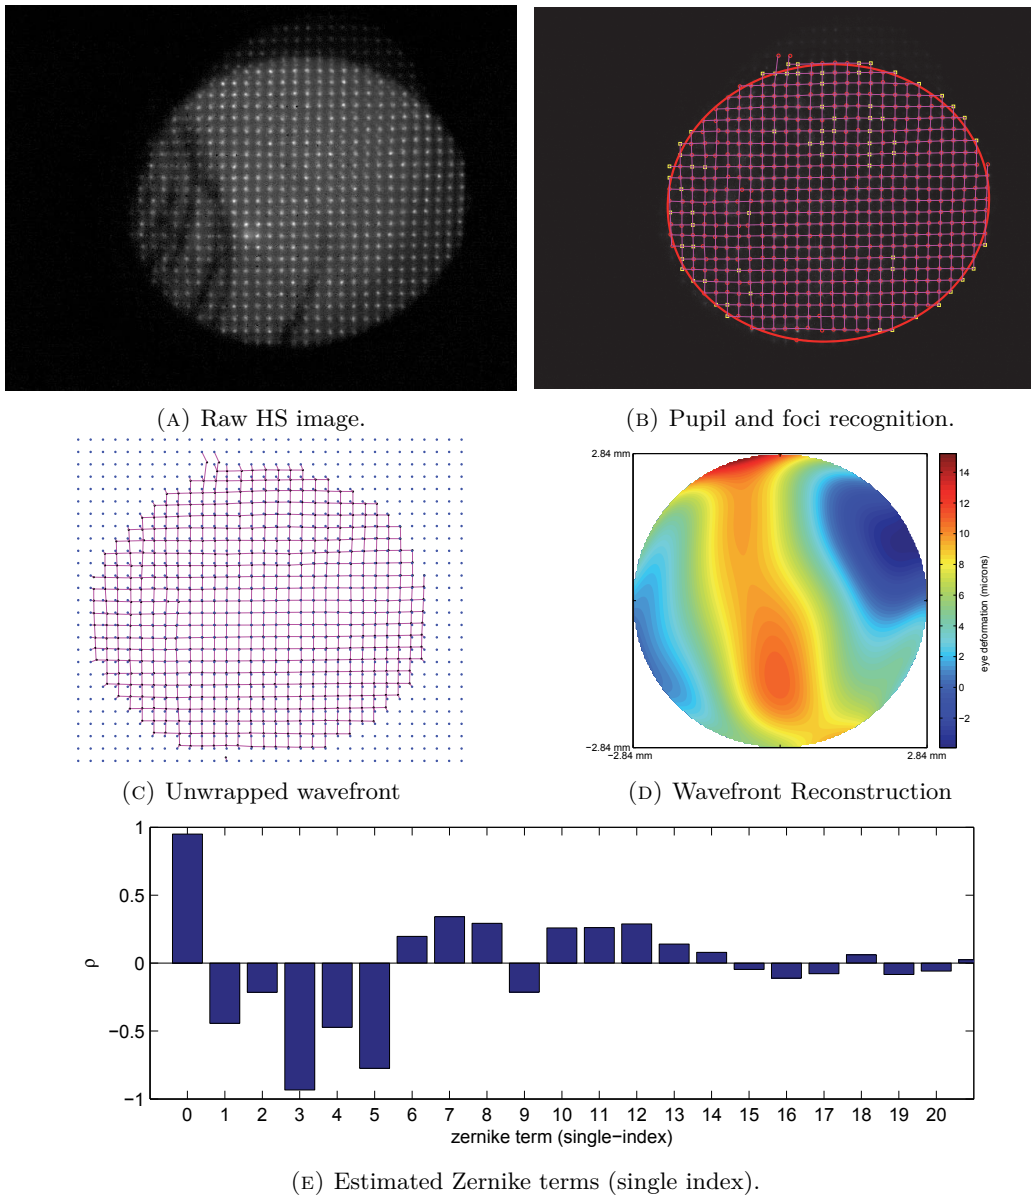 (A) Raw HS image.
(B) Pupil and foci recognition.
2.84 mm
−2.84 mm
−2.84 mm
2.84 mm
14
12
10
8
6
4
2
0
−2
eye deformation (microns)
(C) Unwrapped wavefront
(D) Wavefront Reconstruction
1
0.5
0
−0.5
−1
ρ
0 1 2 3 4 5 6 7 8 9 10 11 12 13 14 15 16 17 18 19 20
zernike term (single−index)
(E) Estimated Zernike terms (single index).